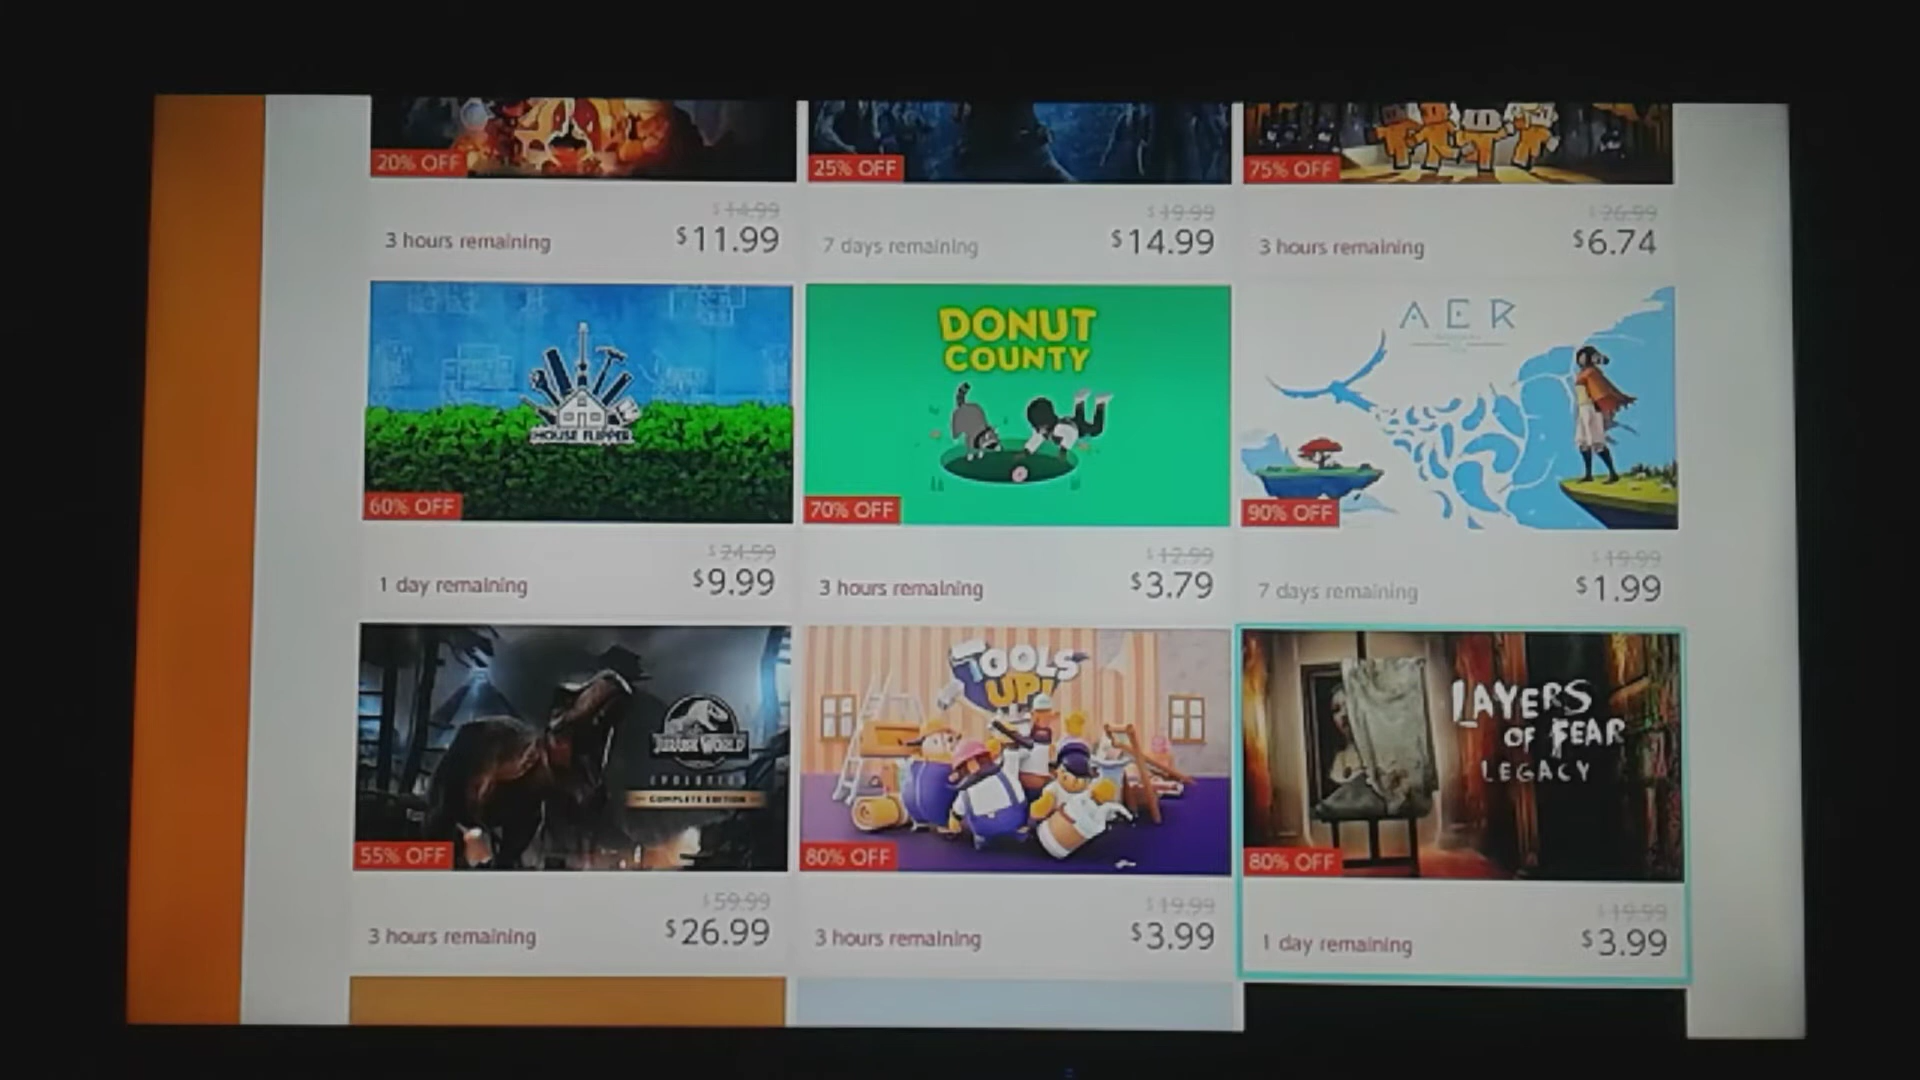 20% OFF
25% OFF
75% OFF
$14.99
3 hours remaining
$11.99
$19.99
7 days remaining
$14.99
$26.99
3 hours remaining
$6.74
HOUSE FLIPPER
60% OFF
DONUT
COUNTY
70% OFF
AER
90% OFF
$24.99
1 day remaining
$9.99
$12.99
3 hours remaining
$3.79
$19.99
7 days remaining
$1.99
JURASSIC WORLD
EVOLUTION
COMPLETE EDITION
55% OFF
TOOLS
UP!
80% OFF
LAYERS
OF FEAR
LEGACY
80% OFF
$59.99
3 hours remaining
$26.99
$19.99
3 hours remaining
$3.99
$19.99
1 day remaining
$3.99